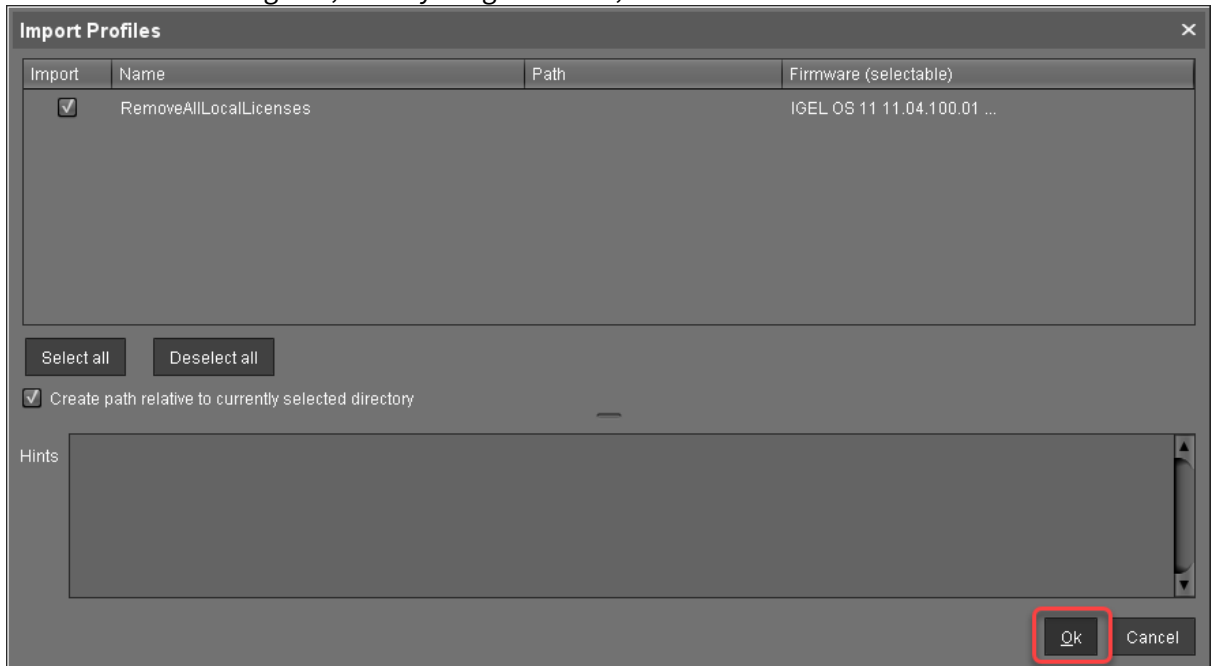 Import Profiles
Import Name Path Firmware (selectable)
RemoveAllLocalLicenses IGEL OS 11 11.04.100.01 ...
Select all Deselect all
Create path relative to currently selected directory
Hints
Ok Cancel